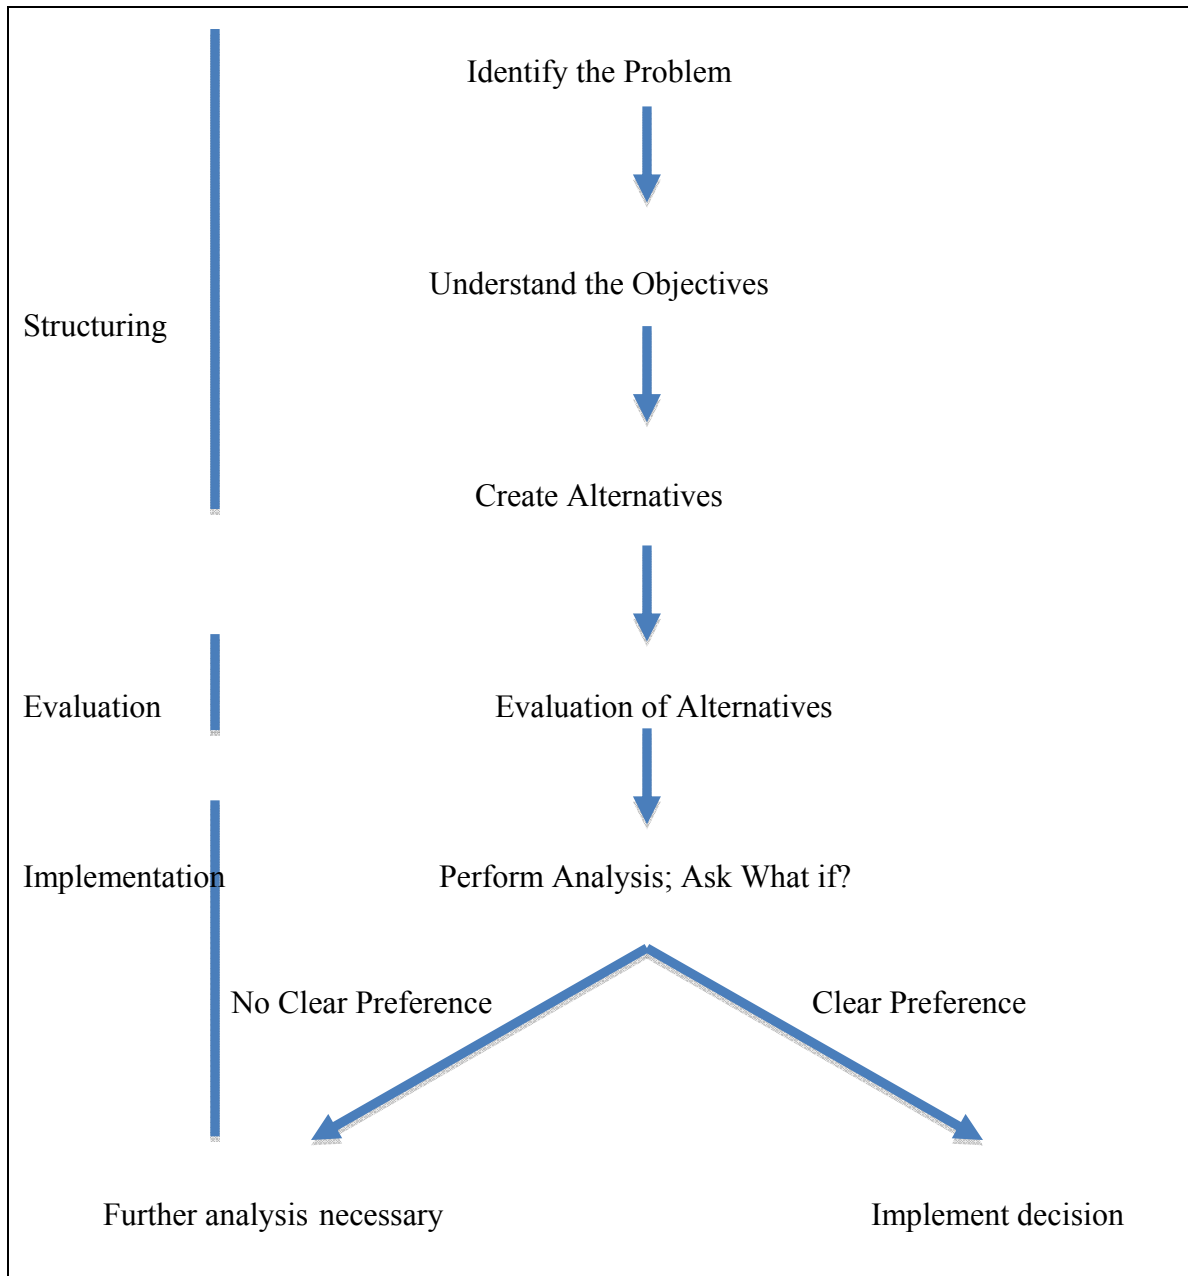 Identify the Problem
Understand the Objectives
Structuring
Create Alternatives
Evaluation
Evaluation of Alternatives
Implementation
Perform Analysis; Ask What if?
No Clear Preference
Clear Preference
Further analysis necessary
Implement decision